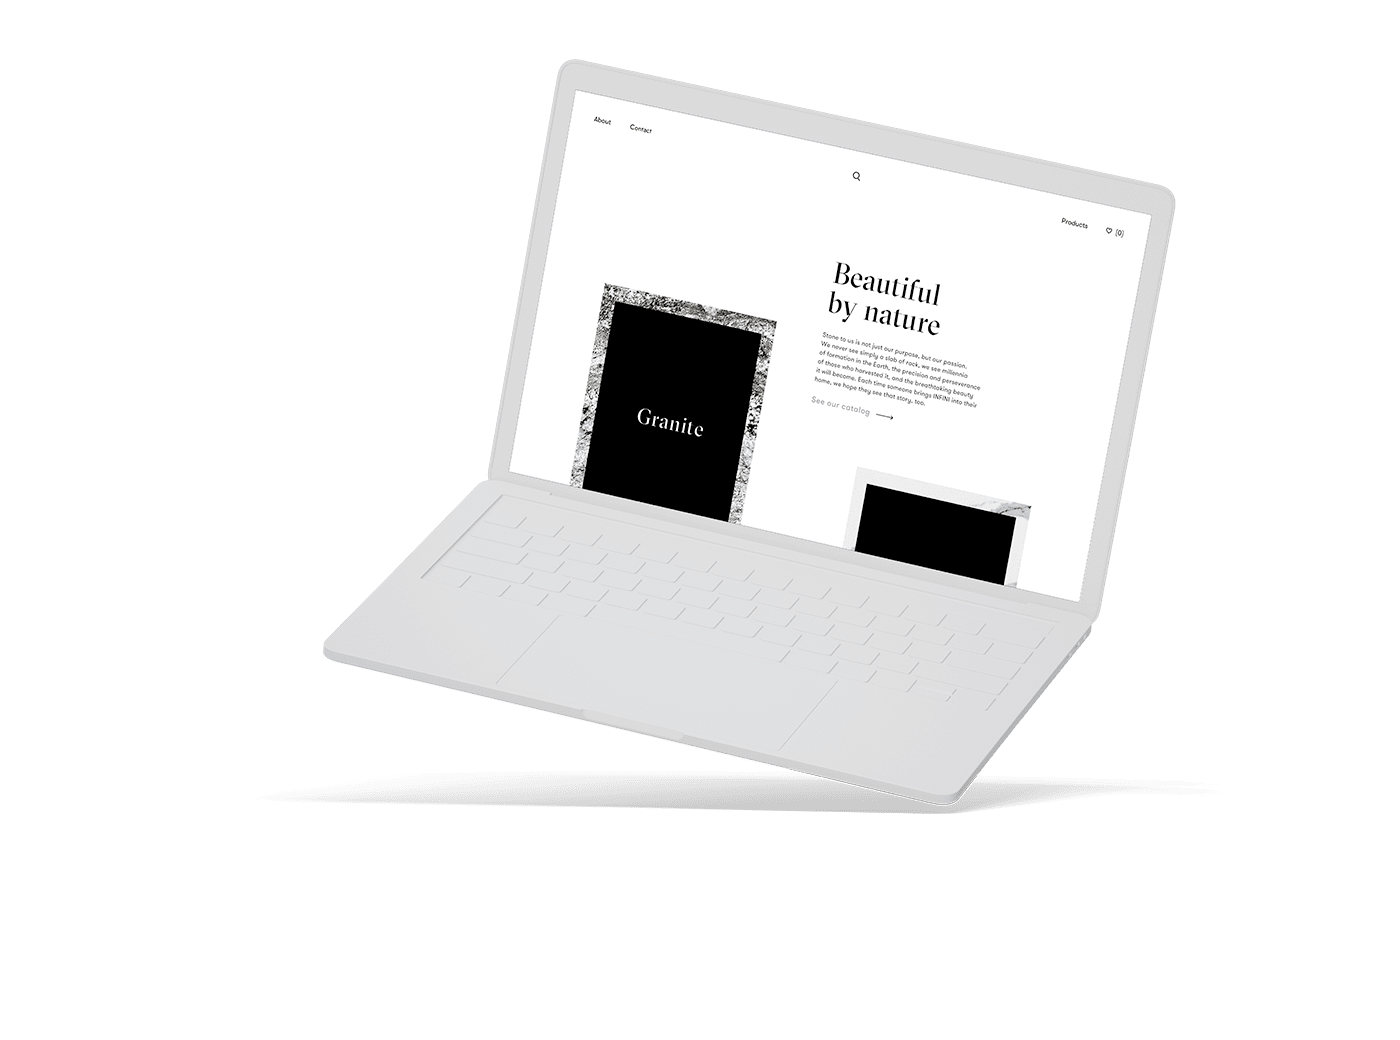 About Contact
Products (0)
Beautiful
by nature
Stone to us is not just our purpose, but our passion.
We never see simply a slab of rock, we see millennia
of formation in the Earth, the precision and perseverance
of those who harvested it, and the breathtaking beauty
it will become. Each time someone brings INFINI into their
home, we hope they see that story, too.
See our catalog
Granite